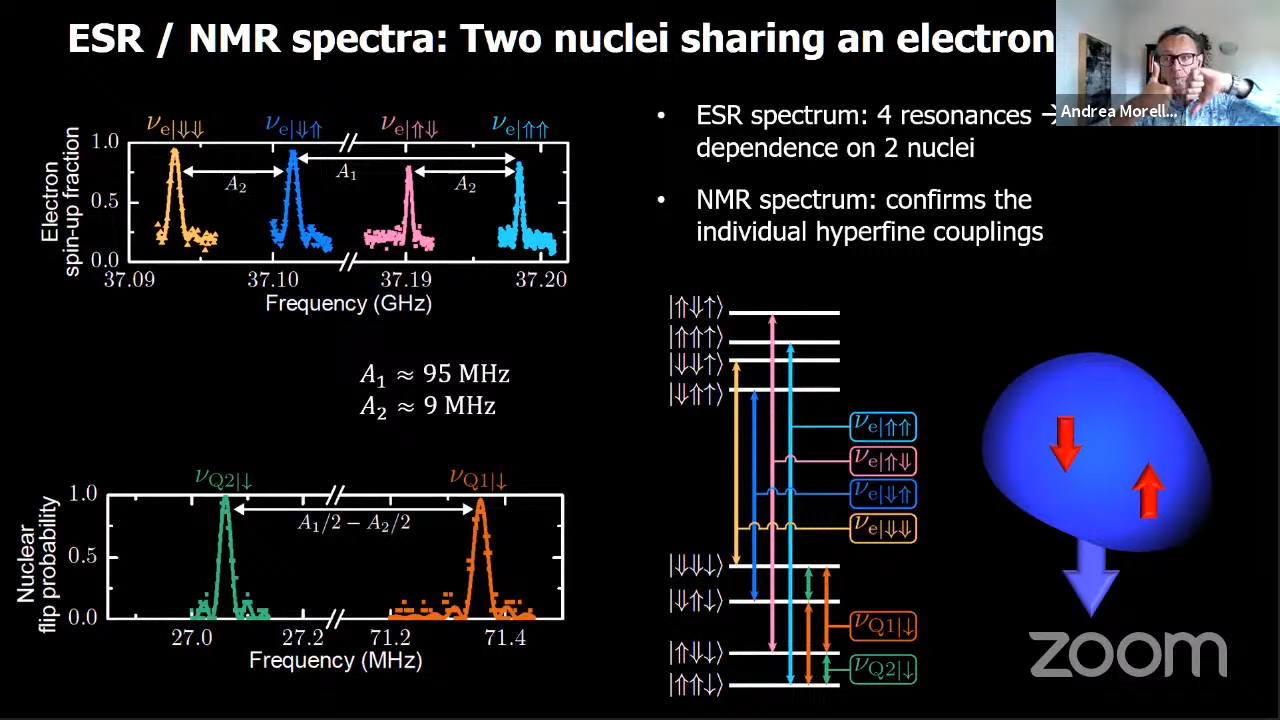 ESR / NMR spectra: Two nuclei sharing an electron
Andrea Morell...
ν_e|⇓⇓
ν_e|⇓⇑
ν_e|⇑⇓
ν_e|⇑⇑
Electron
spin-up fraction
1.0
0.5
0.0
A₂
A₁
A₂
37.09
37.10
37.19
37.20
Frequency (GHz)
• ESR spectrum: 4 resonances →
dependence on 2 nuclei
• NMR spectrum: confirms the
individual hyperfine couplings
A₁ ≈ 95 MHz
A₂ ≈ 9 MHz
ν_Q2|↓
ν_Q1|↓
Nuclear
flip probability
1.0
0.5
0.0
A₁/2 − A₂/2
27.0
27.2
71.2
71.4
Frequency (MHz)
|⇑⇓↑⟩
|⇑⇑↑⟩
|⇓⇓↑⟩
|⇓⇑↑⟩
ν_e|⇑⇑
ν_e|⇑⇓
ν_e|⇓⇑
ν_e|⇓⇓
|⇓⇓↓⟩
|⇓⇑↓⟩
|⇑⇓↓⟩
|⇑⇑↓⟩
ν_Q1|↓
ν_Q2|↓
zoom